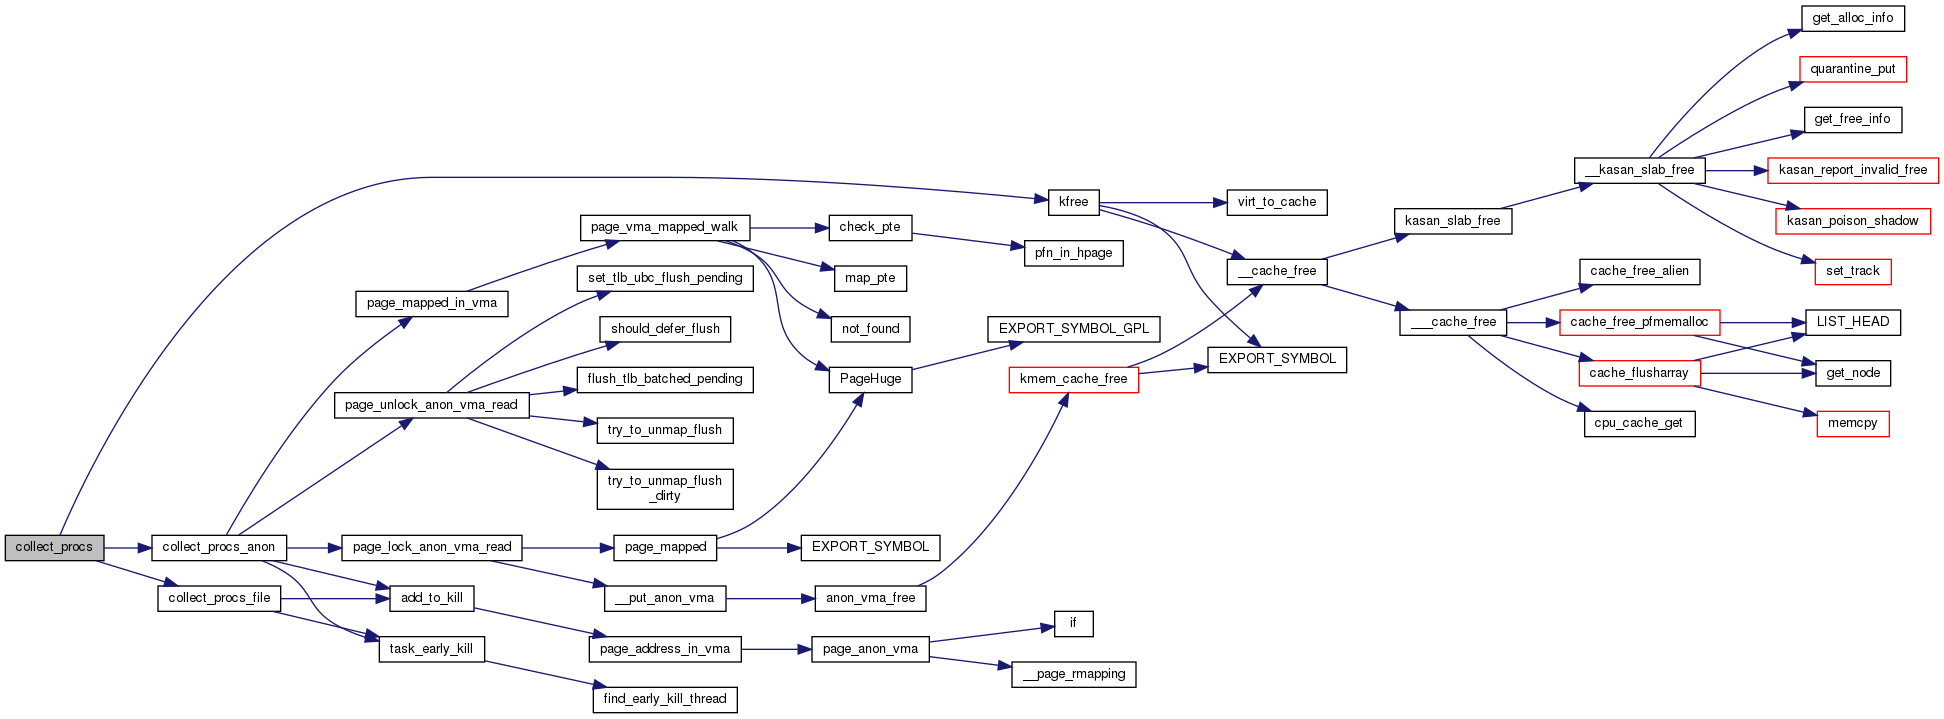 get_alloc_info
quarantine_put
get_free_info
__kasan_slab_free
kasan_report_invalid_free
kfree
virt_to_cache
kasan_slab_free
kasan_poison_shadow
page_vma_mapped_walk
check_pte
pfn_in_hpage
__cache_free
cache_free_alien
set_track
set_tlb_ubc_flush_pending
map_pte
page_mapped_in_vma
should_defer_flush
not_found
EXPORT_SYMBOL_GPL
___cache_free
cache_free_pfmemalloc
LIST_HEAD
EXPORT_SYMBOL
flush_tlb_batched_pending
PageHuge
kmem_cache_free
cache_flusharray
get_node
page_unlock_anon_vma_read
try_to_unmap_flush
cpu_cache_get
memcpy
try_to_unmap_flush
_dirty
collect_procs
collect_procs_anon
page_lock_anon_vma_read
page_mapped
EXPORT_SYMBOL
collect_procs_file
add_to_kill
__put_anon_vma
anon_vma_free
if
task_early_kill
page_address_in_vma
page_anon_vma
__page_rmapping
find_early_kill_thread